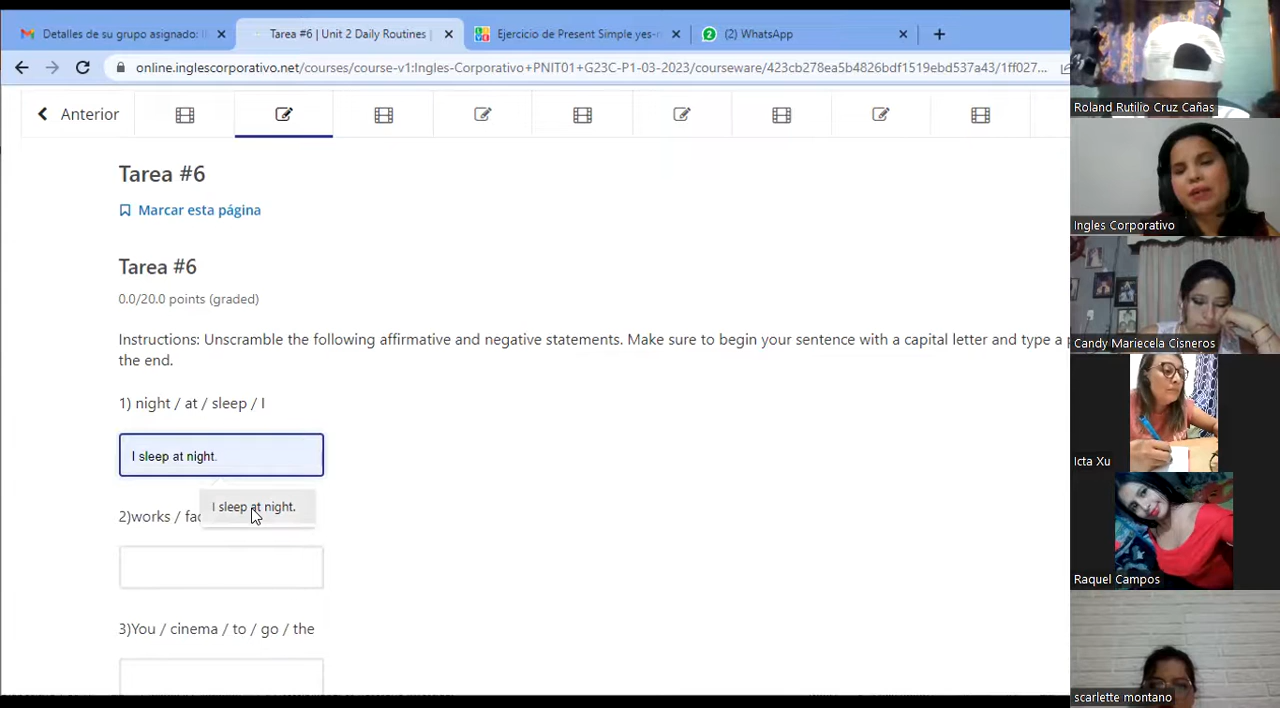 Detalles de su grupo asignado: I
Tarea #6 | Unit 2 Daily Routines |
Ejercicio de Present Simple yes-
(2) WhatsApp
online.inglescorporativo.net/courses/course-v1:Ingles-Corporativo+PNIT01+G23C-P1-03-2023/courseware/423cb278ea5b4826bdf1519ebd537a43/1ff027...
Anterior
Tarea #6
Marcar esta página
Tarea #6
0.0/20.0 points (graded)
Instructions: Unscramble the following affirmative and negative statements. Make sure to begin your sentence with a capital letter and type a p
the end.
1) night / at / sleep / I
I sleep at night.
I sleep at night.
2)works / fac
3)You / cinema / to / go / the
Roland Rutilio Cruz Cañas
Ingles Corporativo
Candy Mariecela Cisneros
Icta Xu
Raquel Campos
scarlette montano